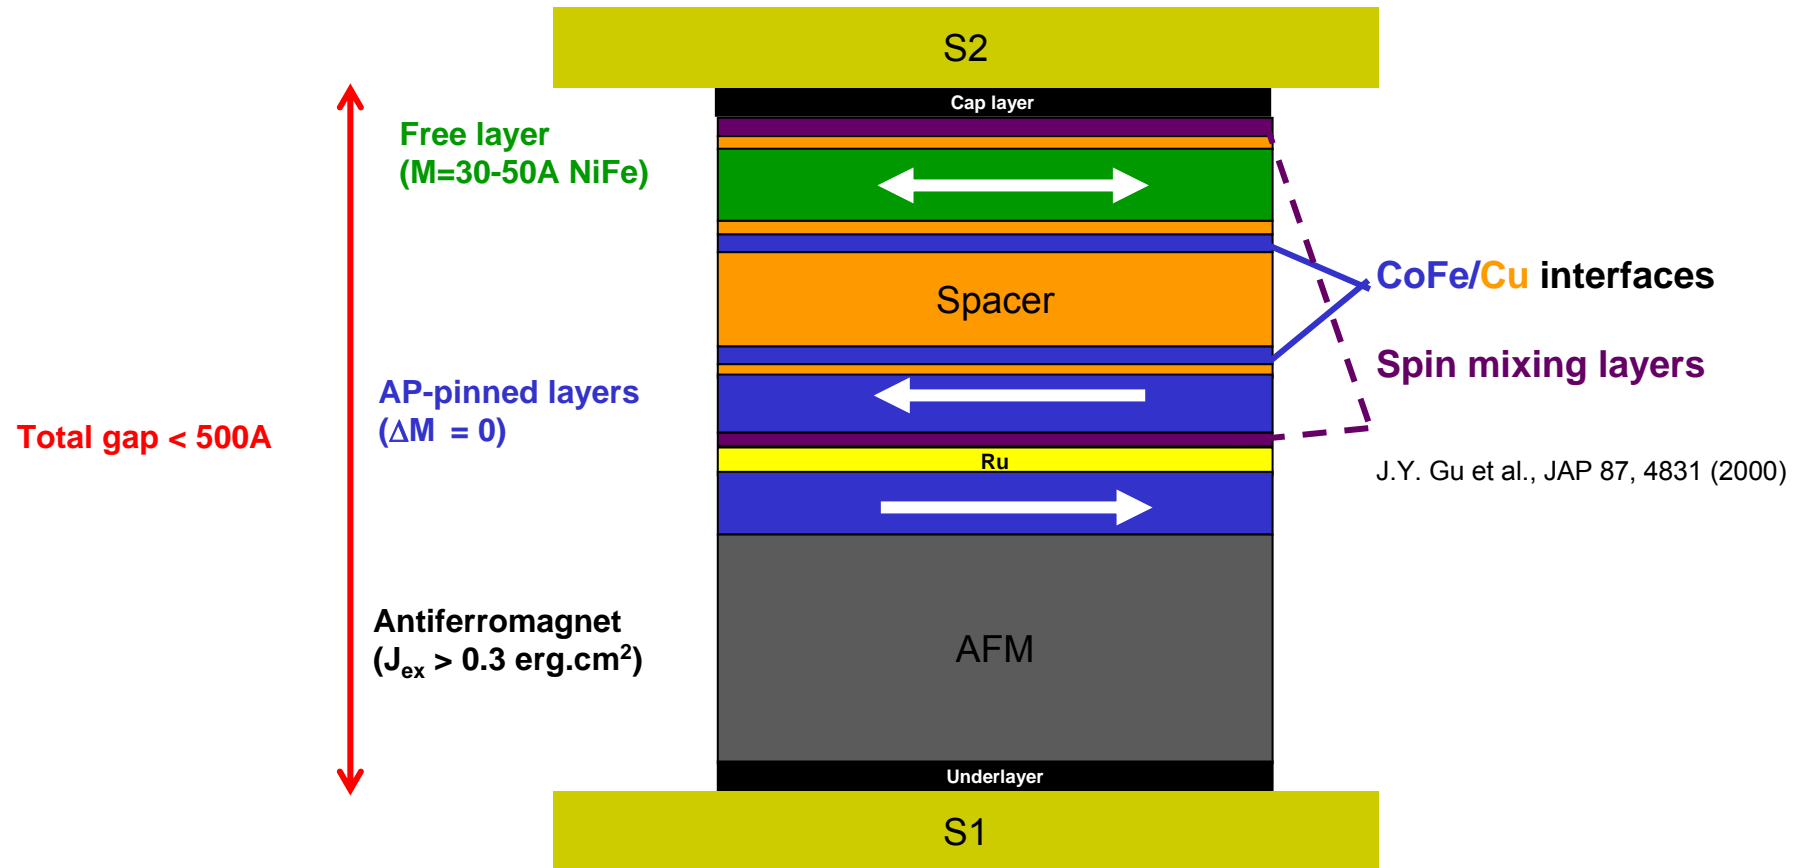 S2
Cap layer
Free layer
(M=30-50A NiFe)
CoFe/Cu interfaces
Spacer
Spin mixing layers
AP-pinned layers
(ΔM = 0)
Total gap < 500A
Ru
J.Y. Gu et al., JAP 87, 4831 (2000)
Antiferromagnet
(Jex > 0.3 erg.cm²)
AFM
Underlayer
S1